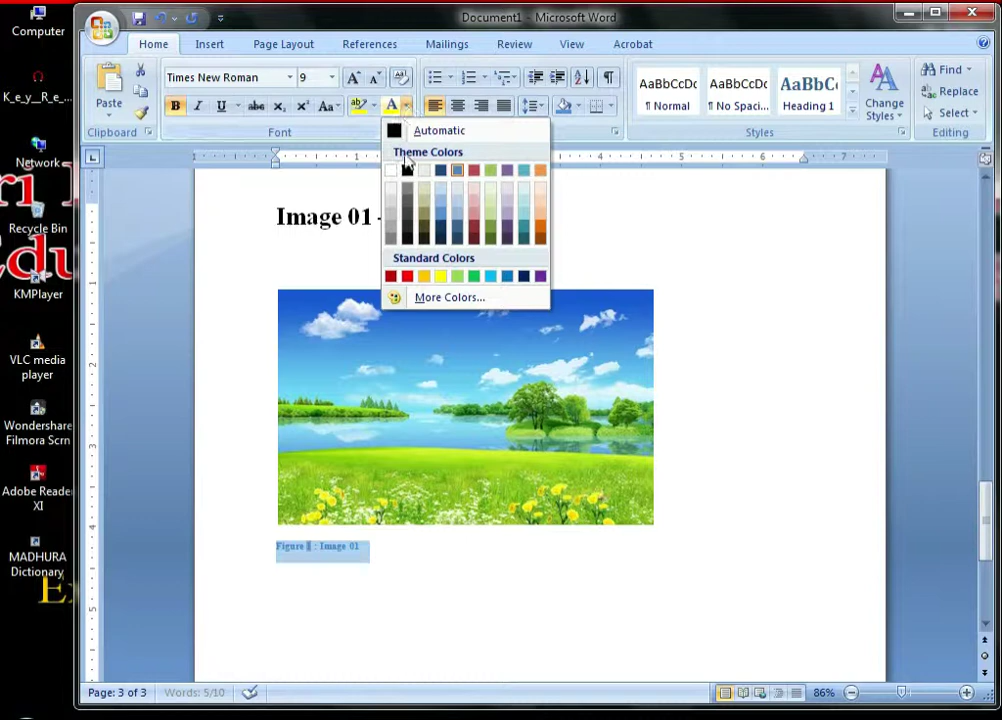 Document1 - Microsoft Word
Computer
Home
Insert
Page Layout
References
Mailings
Review
View
Acrobat
K_e_y_Re_...
Paste
Times New Roman
9
AaBbCcDc
AaBbCcDc
AaBbC
¶ Normal
¶ No Spaci...
Heading 1
Change Styles
Find
Replace
Select
Clipboard
Font
Styles
Editing
Automatic
Theme Colors
Standard Colors
More Colors...
Network
Recycle Bin
KMPlayer
VLC media player
Wondershare Filmora Scrn
Adobe Reader XI
MADHURA Dictionary
Image 01 -
Figure : Image 01
Page: 3 of 3
Words: 5/10
86%